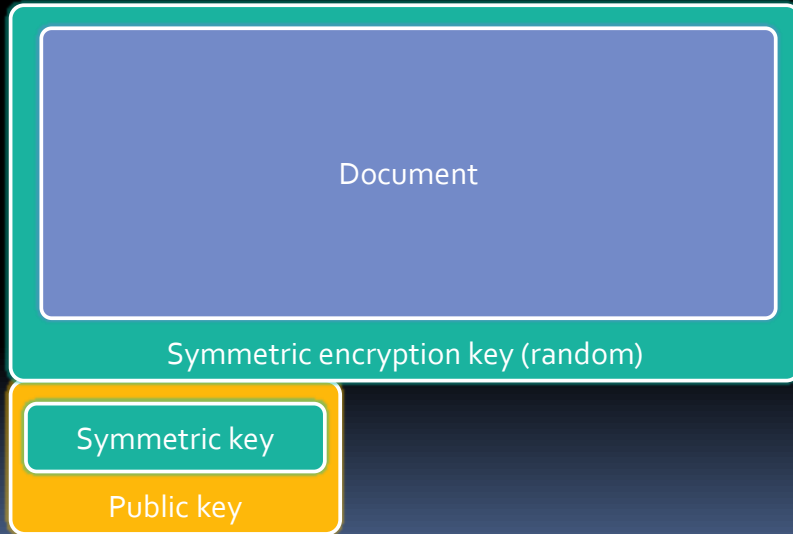 Document
Symmetric encryption key (random)
Symmetric key
Public key